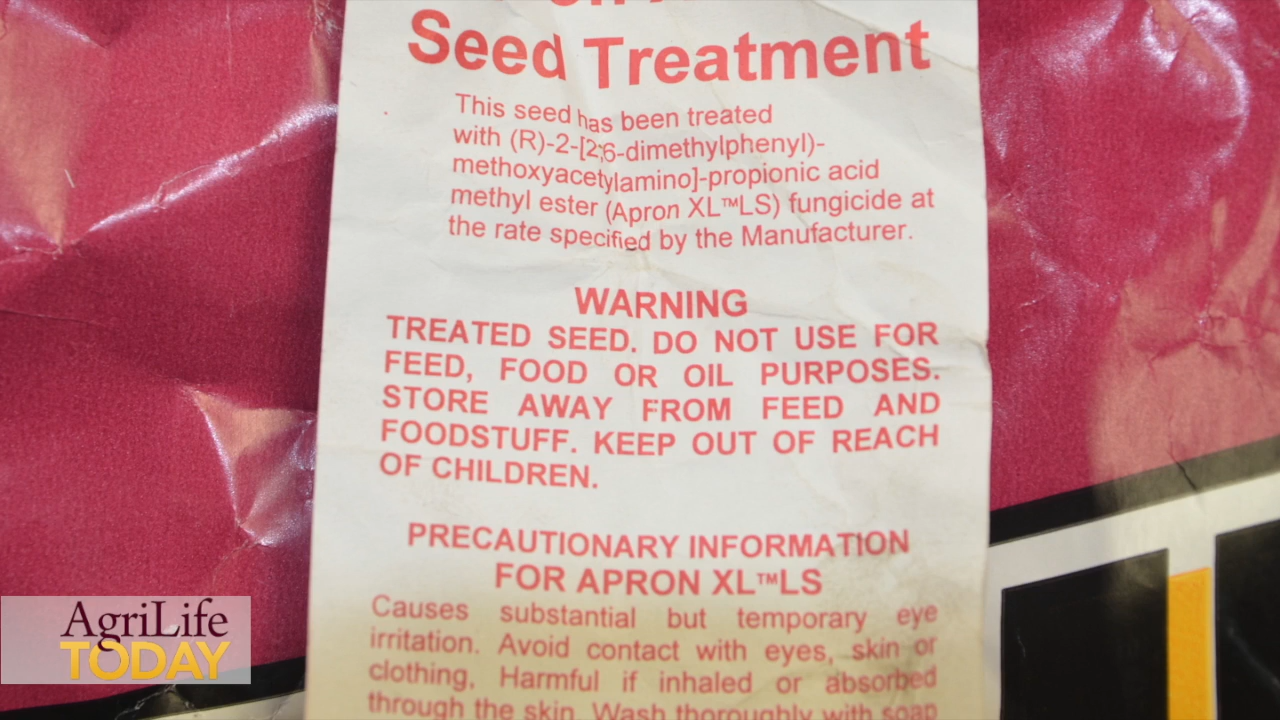 Seed Treatment
This seed has been treated
with (R)-2-[2,6-dimethylphenyl)-
methoxyacetylamino]-propionic acid
methyl ester (Apron XL™LS) fungicide at
the rate specified by the Manufacturer.
WARNING
TREATED SEED. DO NOT USE FOR
FEED, FOOD OR OIL PURPOSES.
STORE AWAY FROM FEED AND
FOODSTUFF. KEEP OUT OF REACH
OF CHILDREN.
PRECAUTIONARY INFORMATION
FOR APRON XL™LS
Causes substantial but temporary eye
irritation. Avoid contact with eyes, skin or
clothing, Harmful if inhaled or absorbed
through the skin. Wash thoroughly with soap
AgriLife
TODAY